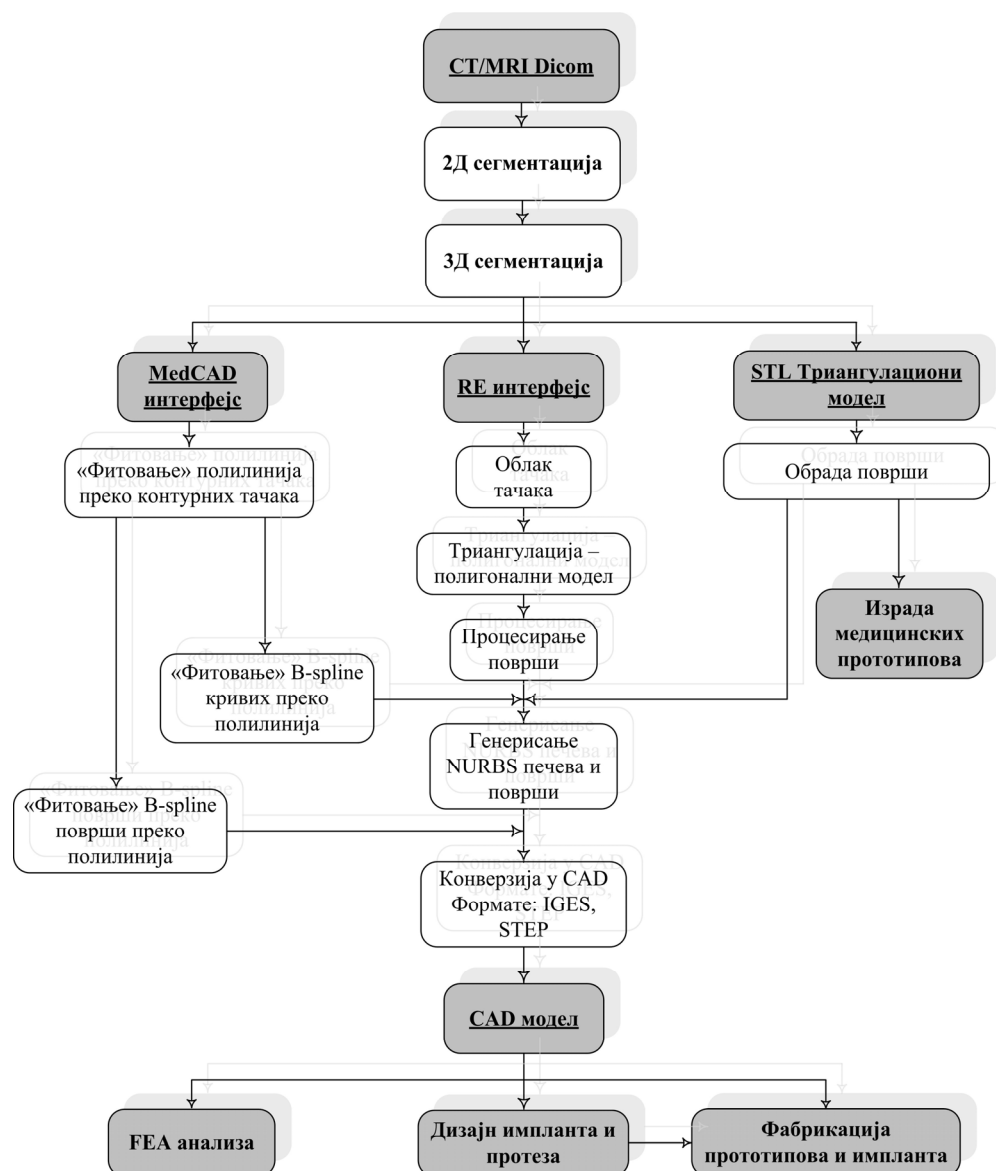 CT/MRI Dicom
2Д сегментација
3Д сегментација
MedCAD
интерфејс
RE интерфејс
STL Триангулациони
модел
«Фитовање» полилинија
преко контурних тачака
Облак
тачака
Обрада површи
Триангулација –
полигонални модел
Израда
медицинских
прототипова
Процесирање
површи
«Фитовање» B-spline
кривих преко
полилинија
Генерисање
NURBS печева и
површи
«Фитовање» B-spline
површи преко
полилинија
Конверзија у CAD
Формате: IGES,
STEP
CAD модел
FEA анализа
Дизајн импланта и
протеза
Фабрикација
прототипова и импланта